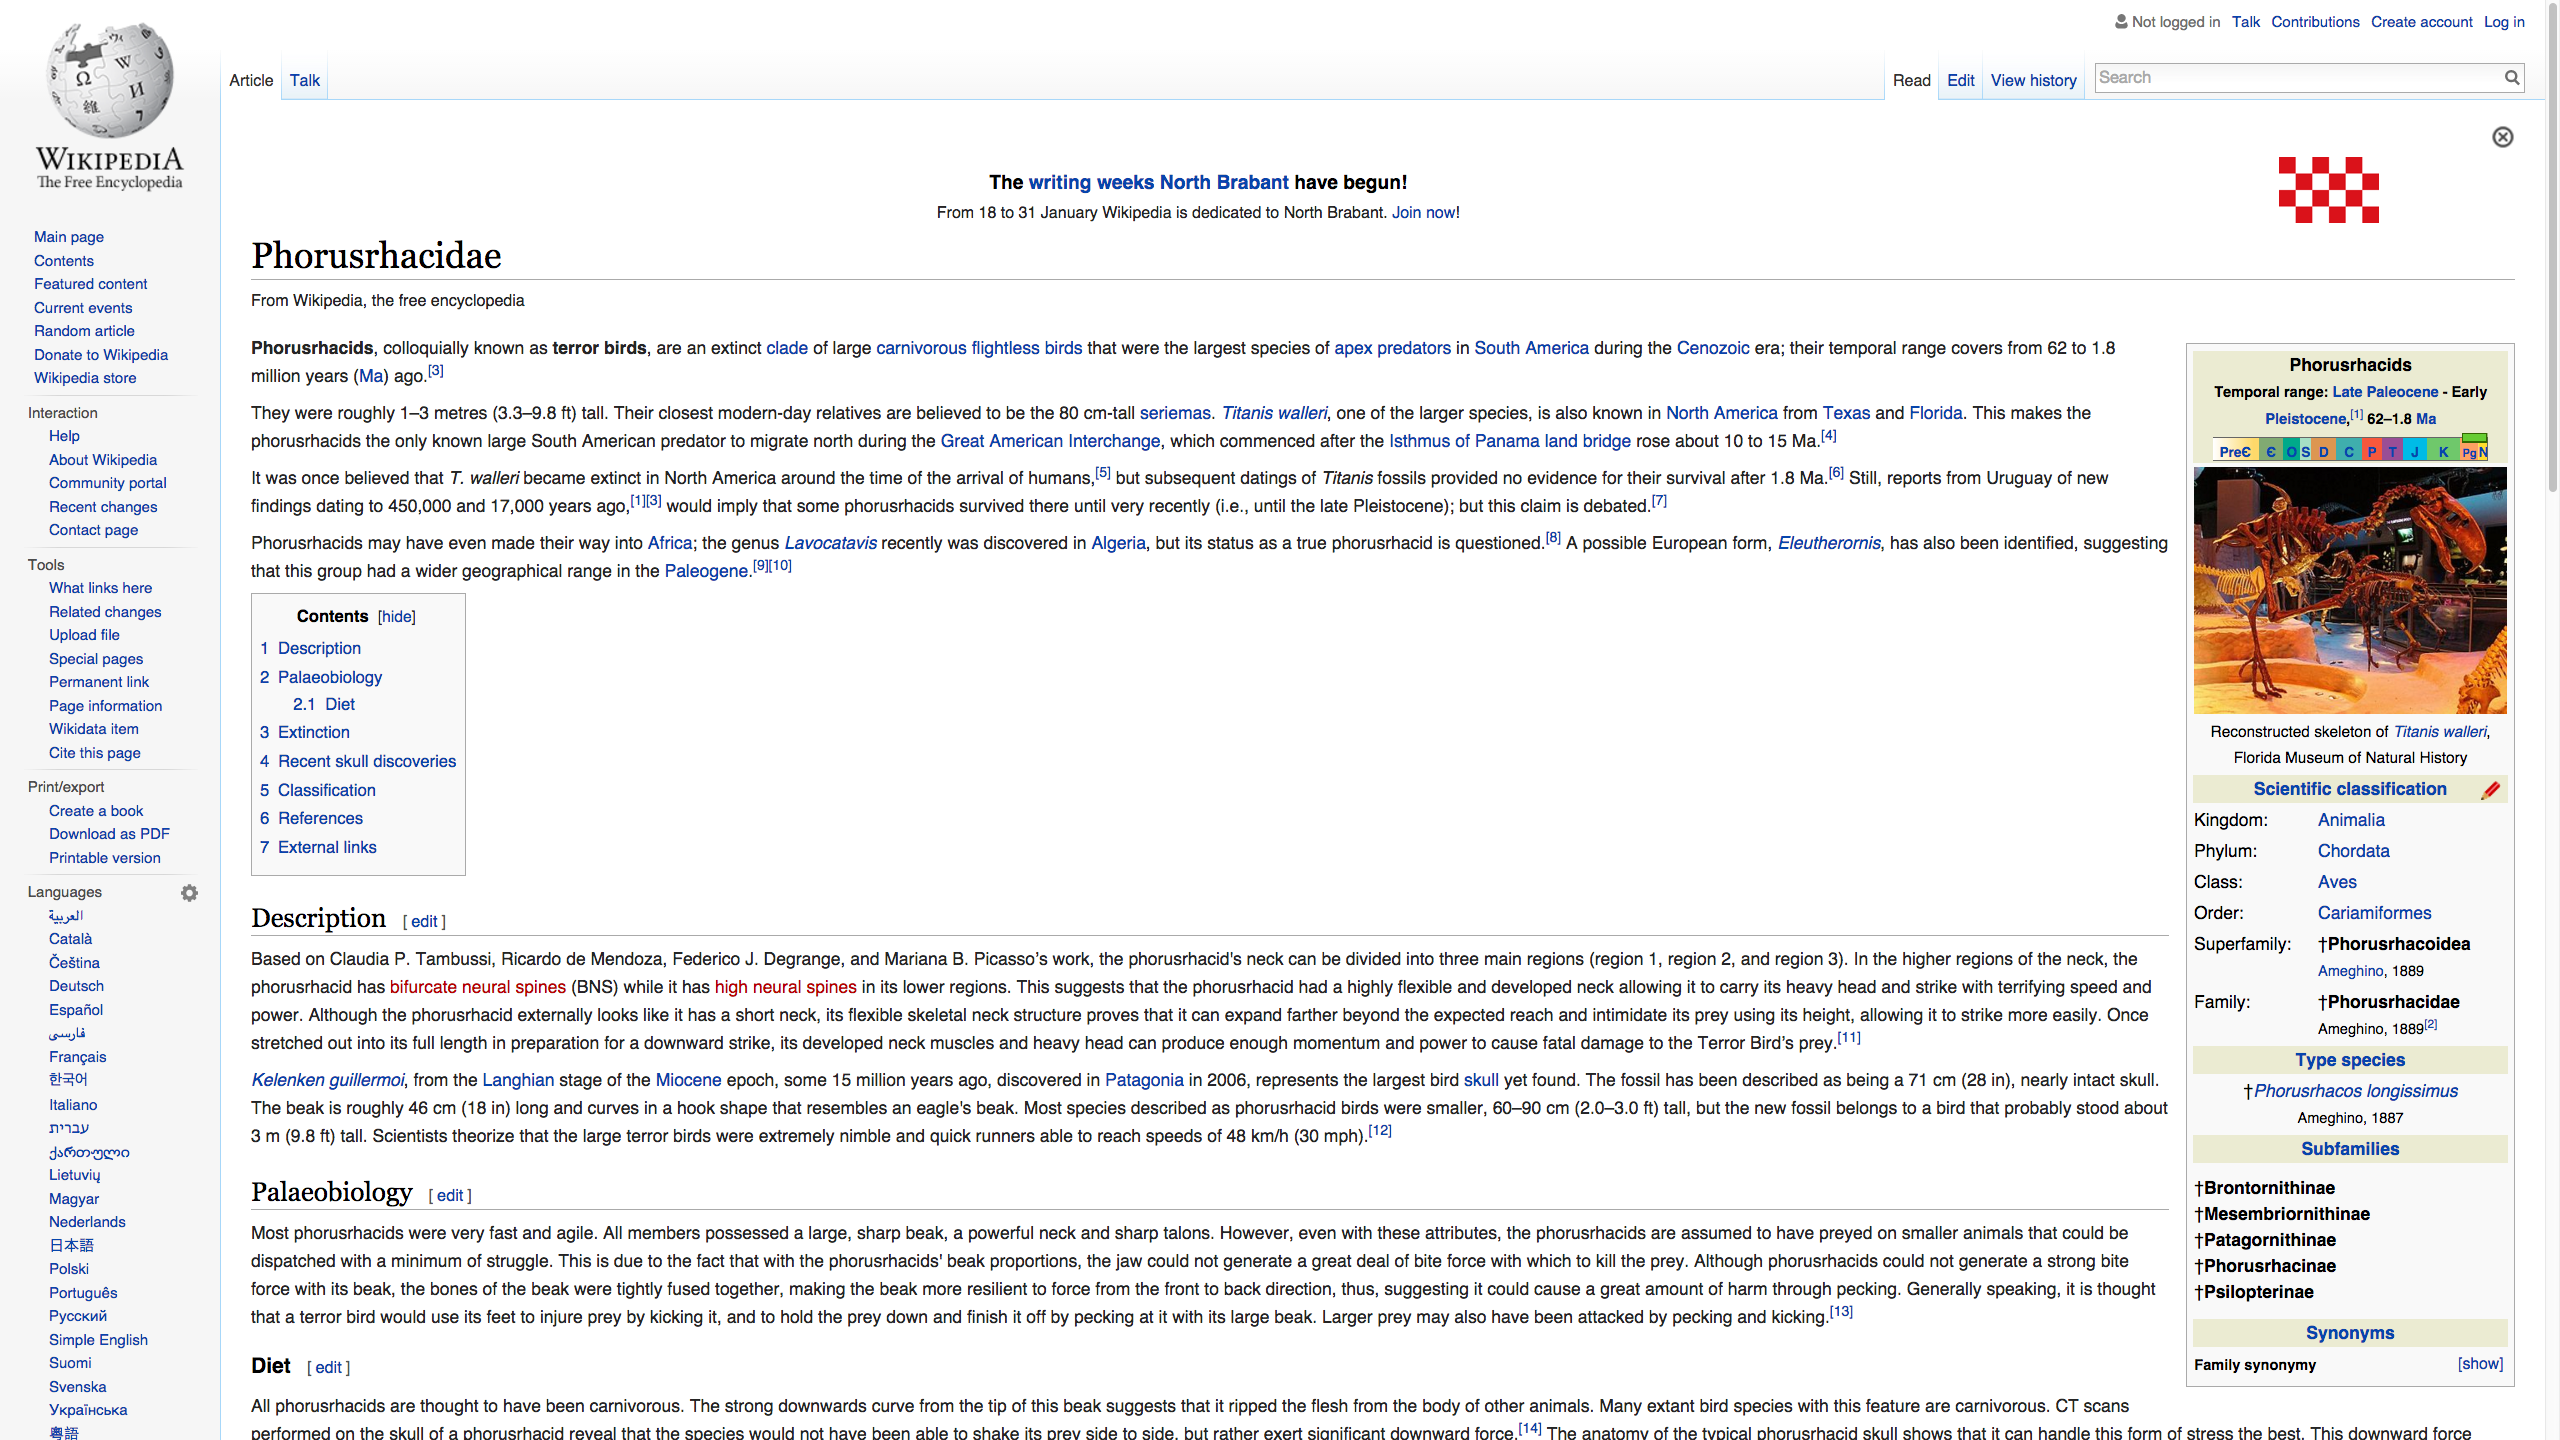 Not logged in Talk Contributions Create account Log in
WIKIPEDIA
The Free Encyclopedia
Article Talk
Read Edit View history Search
The writing weeks North Brabant have begun!
From 18 to 31 January Wikipedia is dedicated to North Brabant. Join now!
Main page
Contents
Featured content
Current events
Random article
Donate to Wikipedia
Wikipedia store
Interaction
Help
About Wikipedia
Community portal
Recent changes
Contact page
Tools
What links here
Related changes
Upload file
Special pages
Permanent link
Page information
Wikidata item
Cite this page
Print/export
Create a book
Download as PDF
Printable version
Languages
العربية
Català
Čeština
Deutsch
Español
فارسی
Français
한국어
Italiano
עברית
ქართული
Lietuvių
Magyar
Nederlands
日本語
Polski
Português
Русский
Simple English
Suomi
Svenska
Українська
粵語
Phorusrhacidae
From Wikipedia, the free encyclopedia
Phorusrhacids, colloquially known as terror birds, are an extinct clade of large carnivorous flightless birds that were the largest species of apex predators in South America during the Cenozoic era; their temporal range covers from 62 to 1.8
million years (Ma) ago.[3]
They were roughly 1–3 metres (3.3–9.8 ft) tall. Their closest modern-day relatives are believed to be the 80 cm-tall seriemas. Titanis walleri, one of the larger species, is also known in North America from Texas and Florida. This makes the
phorusrhacids the only known large South American predator to migrate north during the Great American Interchange, which commenced after the Isthmus of Panama land bridge rose about 10 to 15 Ma.[4]
It was once believed that T. walleri became extinct in North America around the time of the arrival of humans,[5] but subsequent datings of Titanis fossils provided no evidence for their survival after 1.8 Ma.[6] Still, reports from Uruguay of new
findings dating to 450,000 and 17,000 years ago,[1][3] would imply that some phorusrhacids survived there until very recently (i.e., until the late Pleistocene); but this claim is debated.[7]
Phorusrhacids may have even made their way into Africa; the genus Lavocatavis recently was discovered in Algeria, but its status as a true phorusrhacid is questioned.[8] A possible European form, Eleutherornis, has also been identified, suggesting
that this group had a wider geographical range in the Paleogene.[9][10]
Contents [hide]
1 Description
2 Palaeobiology
2.1 Diet
3 Extinction
4 Recent skull discoveries
5 Classification
6 References
7 External links
Description [ edit ]
Based on Claudia P. Tambussi, Ricardo de Mendoza, Federico J. Degrange, and Mariana B. Picasso’s work, the phorusrhacid's neck can be divided into three main regions (region 1, region 2, and region 3). In the higher regions of the neck, the
phorusrhacid has bifurcate neural spines (BNS) while it has high neural spines in its lower regions. This suggests that the phorusrhacid had a highly flexible and developed neck allowing it to carry its heavy head and strike with terrifying speed and
power. Although the phorusrhacid externally looks like it has a short neck, its flexible skeletal neck structure proves that it can expand farther beyond the expected reach and intimidate its prey using its height, allowing it to strike more easily. Once
stretched out into its full length in preparation for a downward strike, its developed neck muscles and heavy head can produce enough momentum and power to cause fatal damage to the Terror Bird’s prey.[11]
Kelenken guillermoi, from the Langhian stage of the Miocene epoch, some 15 million years ago, discovered in Patagonia in 2006, represents the largest bird skull yet found. The fossil has been described as being a 71 cm (28 in), nearly intact skull.
The beak is roughly 46 cm (18 in) long and curves in a hook shape that resembles an eagle's beak. Most species described as phorusrhacid birds were smaller, 60–90 cm (2.0–3.0 ft) tall, but the new fossil belongs to a bird that probably stood about
3 m (9.8 ft) tall. Scientists theorize that the large terror birds were extremely nimble and quick runners able to reach speeds of 48 km/h (30 mph).[12]
Palaeobiology [ edit ]
Most phorusrhacids were very fast and agile. All members possessed a large, sharp beak, a powerful neck and sharp talons. However, even with these attributes, the phorusrhacids are assumed to have preyed on smaller animals that could be
dispatched with a minimum of struggle. This is due to the fact that with the phorusrhacids' beak proportions, the jaw could not generate a great deal of bite force with which to kill the prey. Although phorusrhacids could not generate a strong bite
force with its beak, the bones of the beak were tightly fused together, making the beak more resilient to force from the front to back direction, thus, suggesting it could cause a great amount of harm through pecking. Generally speaking, it is thought
that a terror bird would use its feet to injure prey by kicking it, and to hold the prey down and finish it off by pecking at it with its large beak. Larger prey may also have been attacked by pecking and kicking.[13]
Diet [ edit ]
All phorusrhacids are thought to have been carnivorous. The strong downwards curve from the tip of this beak suggests that it ripped the flesh from the body of other animals. Many extant bird species with this feature are carnivorous. CT scans
performed on the skull of a phorusrhacid reveal that the species would not have been able to shake its prey side to side, but rather exert significant downward force.[14] The anatomy of the typical phorusrhacid skull shows that it can handle this form of stress the best. This downward force
Phorusrhacids
Temporal range: Late Paleocene - Early
Pleistocene,[1] 62–1.8 Ma
PreЄ Є O S D C P T J K Pg N
Reconstructed skeleton of Titanis walleri,
Florida Museum of Natural History
Scientific classification
Kingdom: Animalia
Phylum: Chordata
Class: Aves
Order: Cariamiformes
Superfamily: †Phorusrhacoidea
Ameghino, 1889
Family: †Phorusrhacidae
Ameghino, 1889[2]
Type species
†Phorusrhacos longissimus
Ameghino, 1887
Subfamilies
†Brontornithinae
†Mesembriornithinae
†Patagornithinae
†Phorusrhacinae
†Psilopterinae
Synonyms
Family synonymy [show]